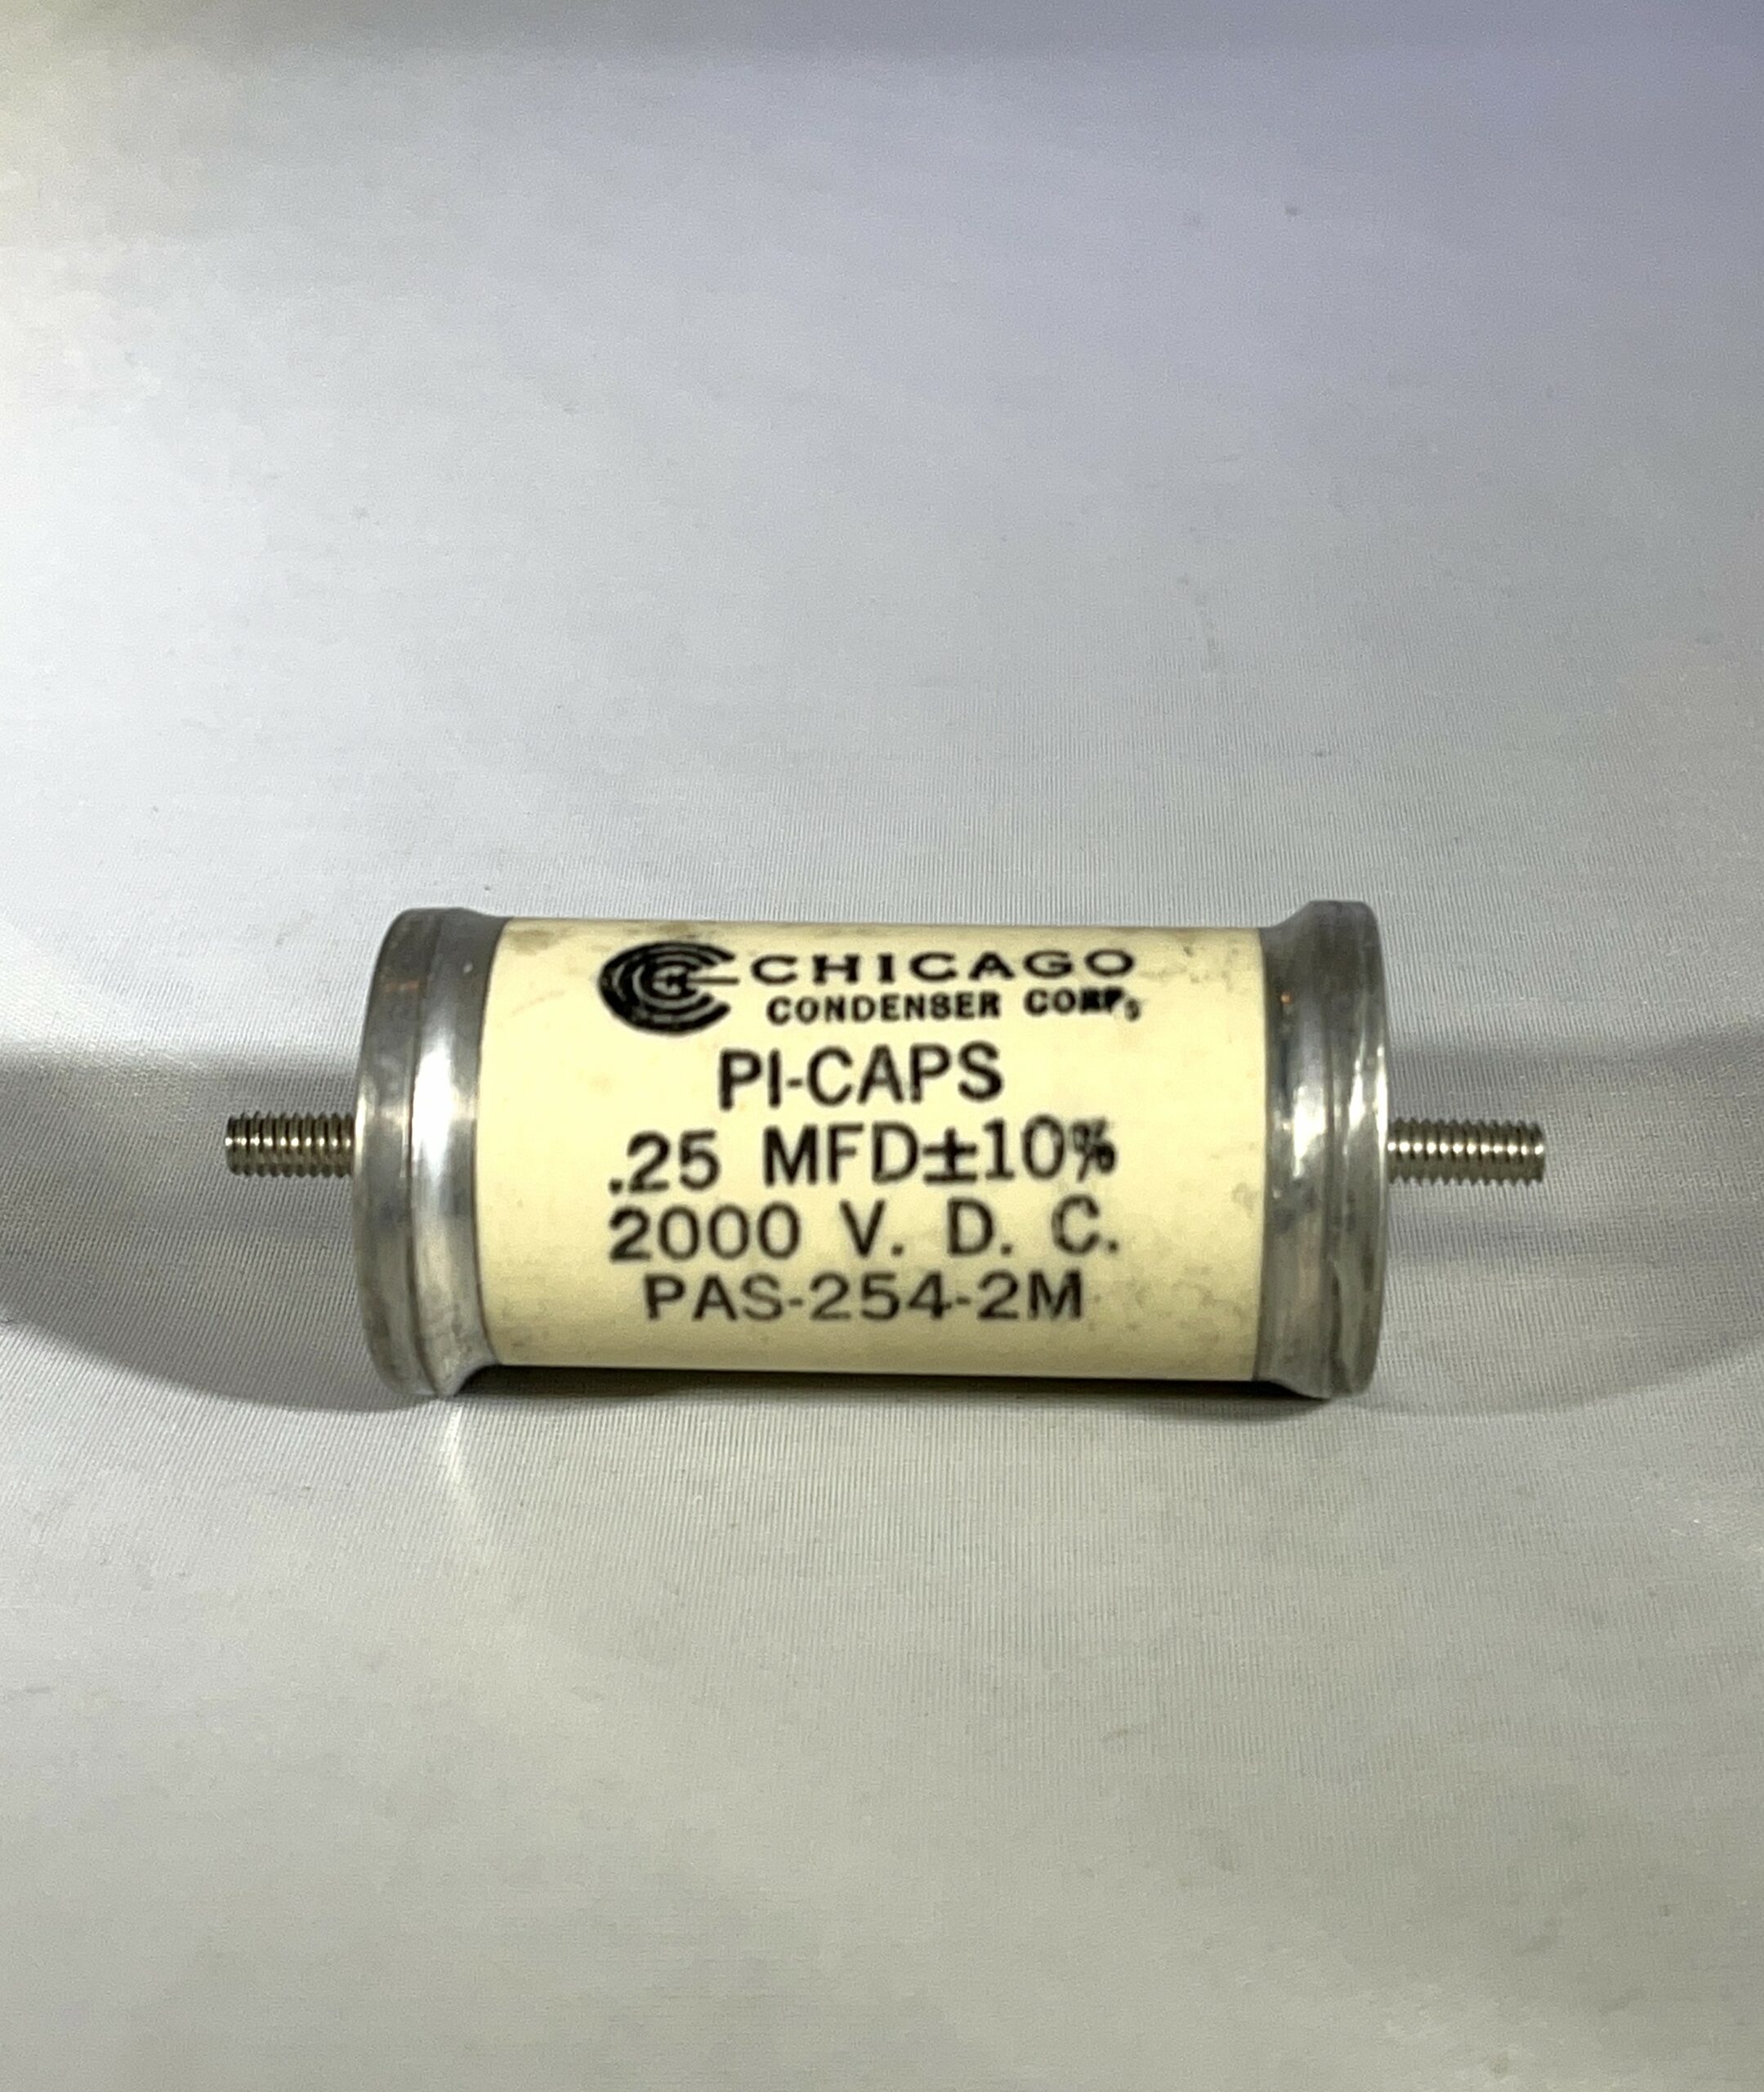 CHICAGO
CONDENSER CORP.
PI-CAPS
.25 MFD±10%
2000 V. D. C.
PAS-254-2M